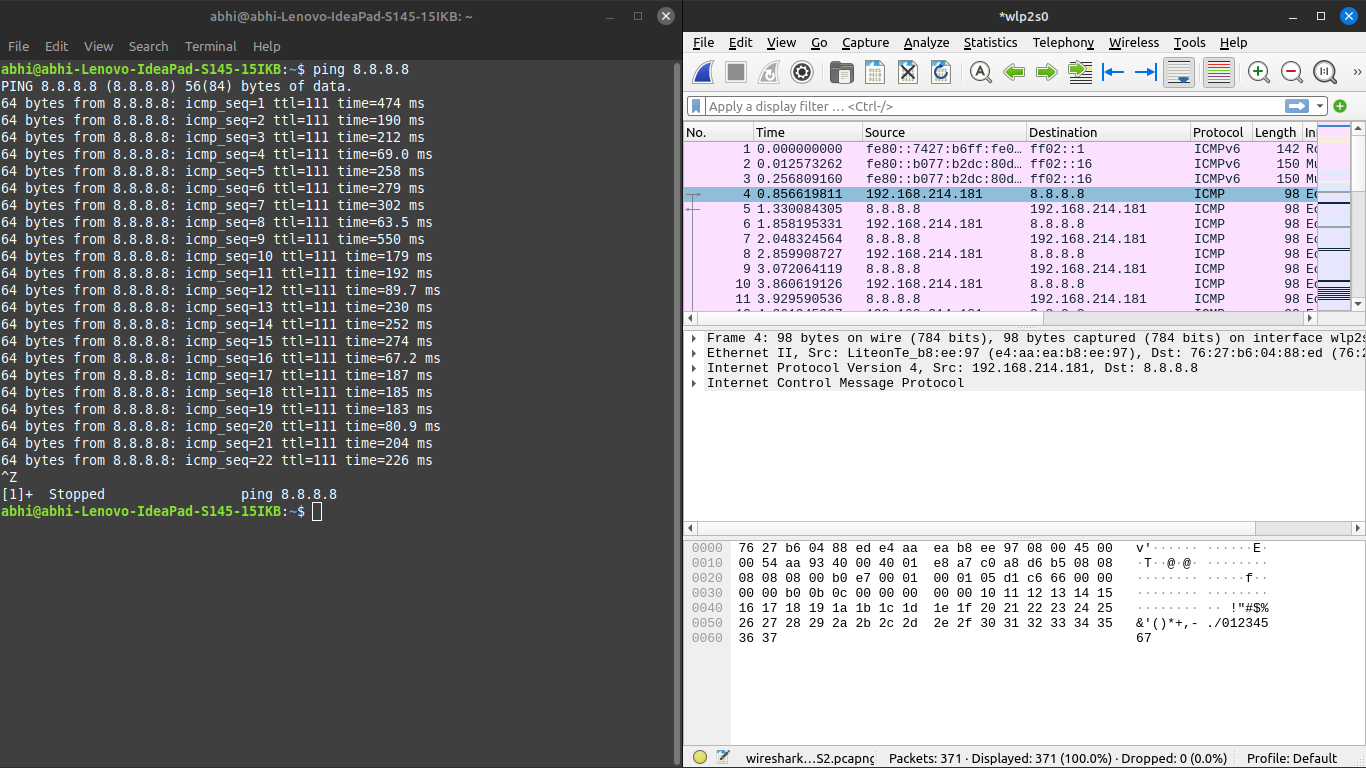 abhi@abhi-Lenovo-IdeaPad-S145-15IKB: ~
File Edit View Search Terminal Help
abhi@abhi-Lenovo-IdeaPad-S145-15IKB:~$ ping 8.8.8.8
PING 8.8.8.8 (8.8.8.8) 56(84) bytes of data.
64 bytes from 8.8.8.8: icmp_seq=1 ttl=111 time=474 ms
64 bytes from 8.8.8.8: icmp_seq=2 ttl=111 time=190 ms
64 bytes from 8.8.8.8: icmp_seq=3 ttl=111 time=212 ms
64 bytes from 8.8.8.8: icmp_seq=4 ttl=111 time=69.0 ms
64 bytes from 8.8.8.8: icmp_seq=5 ttl=111 time=258 ms
64 bytes from 8.8.8.8: icmp_seq=6 ttl=111 time=279 ms
64 bytes from 8.8.8.8: icmp_seq=7 ttl=111 time=302 ms
64 bytes from 8.8.8.8: icmp_seq=8 ttl=111 time=63.5 ms
64 bytes from 8.8.8.8: icmp_seq=9 ttl=111 time=550 ms
64 bytes from 8.8.8.8: icmp_seq=10 ttl=111 time=179 ms
64 bytes from 8.8.8.8: icmp_seq=11 ttl=111 time=192 ms
64 bytes from 8.8.8.8: icmp_seq=12 ttl=111 time=89.7 ms
64 bytes from 8.8.8.8: icmp_seq=13 ttl=111 time=230 ms
64 bytes from 8.8.8.8: icmp_seq=14 ttl=111 time=252 ms
64 bytes from 8.8.8.8: icmp_seq=15 ttl=111 time=274 ms
64 bytes from 8.8.8.8: icmp_seq=16 ttl=111 time=67.2 ms
64 bytes from 8.8.8.8: icmp_seq=17 ttl=111 time=187 ms
64 bytes from 8.8.8.8: icmp_seq=18 ttl=111 time=185 ms
64 bytes from 8.8.8.8: icmp_seq=19 ttl=111 time=183 ms
64 bytes from 8.8.8.8: icmp_seq=20 ttl=111 time=80.9 ms
64 bytes from 8.8.8.8: icmp_seq=21 ttl=111 time=204 ms
64 bytes from 8.8.8.8: icmp_seq=22 ttl=111 time=226 ms
^Z
[1]+  Stopped                 ping 8.8.8.8
abhi@abhi-Lenovo-IdeaPad-S145-15IKB:~$
*wlp2s0
File Edit View Go Capture Analyze Statistics Telephony Wireless Tools Help
Apply a display filter ... <Ctrl-/>
No. Time Source Destination Protocol Length In
1 0.000000000 fe80::7427:b6ff:fe0… ff02::1 ICMPv6 142 Ro
2 0.012573262 fe80::b077:b2dc:80d… ff02::16 ICMPv6 150 Mu
3 0.256809160 fe80::b077:b2dc:80d… ff02::16 ICMPv6 150 Mu
4 0.856619811 192.168.214.181 8.8.8.8 ICMP 98 Ec
5 1.330084305 8.8.8.8 192.168.214.181 ICMP 98 Ec
6 1.858195331 192.168.214.181 8.8.8.8 ICMP 98 Ec
7 2.048324564 8.8.8.8 192.168.214.181 ICMP 98 Ec
8 2.859908727 192.168.214.181 8.8.8.8 ICMP 98 Ec
9 3.072064119 8.8.8.8 192.168.214.181 ICMP 98 Ec
10 3.860619126 192.168.214.181 8.8.8.8 ICMP 98 Ec
11 3.929590536 8.8.8.8 192.168.214.181 ICMP 98 Ec
Frame 4: 98 bytes on wire (784 bits), 98 bytes captured (784 bits) on interface wlp2s
Ethernet II, Src: LiteonTe_b8:ee:97 (e4:aa:ea:b8:ee:97), Dst: 76:27:b6:04:88:ed (76:2
Internet Protocol Version 4, Src: 192.168.214.181, Dst: 8.8.8.8
Internet Control Message Protocol
0000 76 27 b6 04 88 ed e4 aa ea b8 ee 97 08 00 45 00 v'······ ······E·
0010 00 54 aa 93 40 00 40 01 e8 a7 c0 a8 d6 b5 08 08 ·T··@·@· ········
0020 08 08 08 00 b0 e7 00 01 00 01 05 d1 c6 66 00 00 ········ ·····f··
0030 00 00 b0 0b 0c 00 00 00 00 00 10 11 12 13 14 15 ········ ········
0040 16 17 18 19 1a 1b 1c 1d 1e 1f 20 21 22 23 24 25 ········ ·· !"#$%
0050 26 27 28 29 2a 2b 2c 2d 2e 2f 30 31 32 33 34 35 &'()*+,- ./012345
0060 36 37 67
wireshark…S2.pcapng Packets: 371 · Displayed: 371 (100.0%) · Dropped: 0 (0.0%) Profile: Default